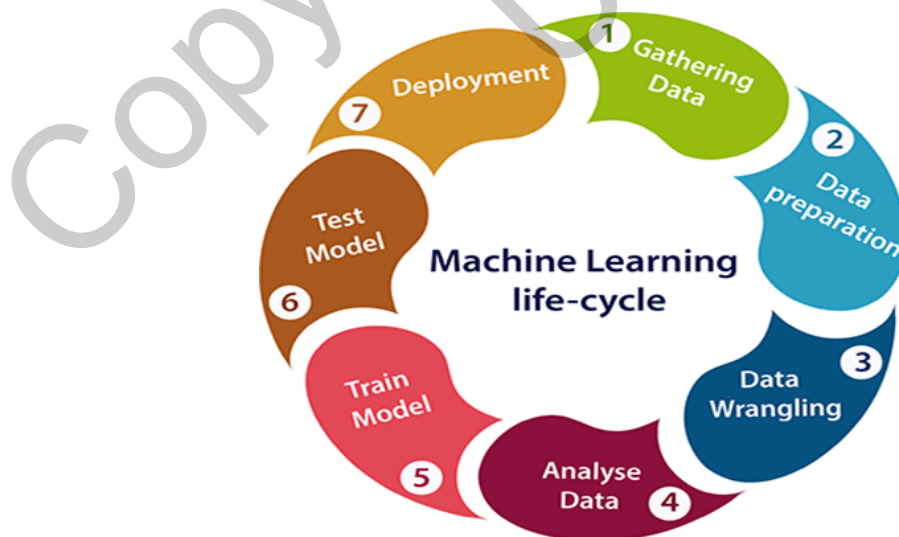 Copy
Machine Learning
life-cycle
1
Gathering
Data
2
Data
preparation
3
Data
Wrangling
4
Analyse
Data
5
Train
Model
6
Test
Model
7
Deployment